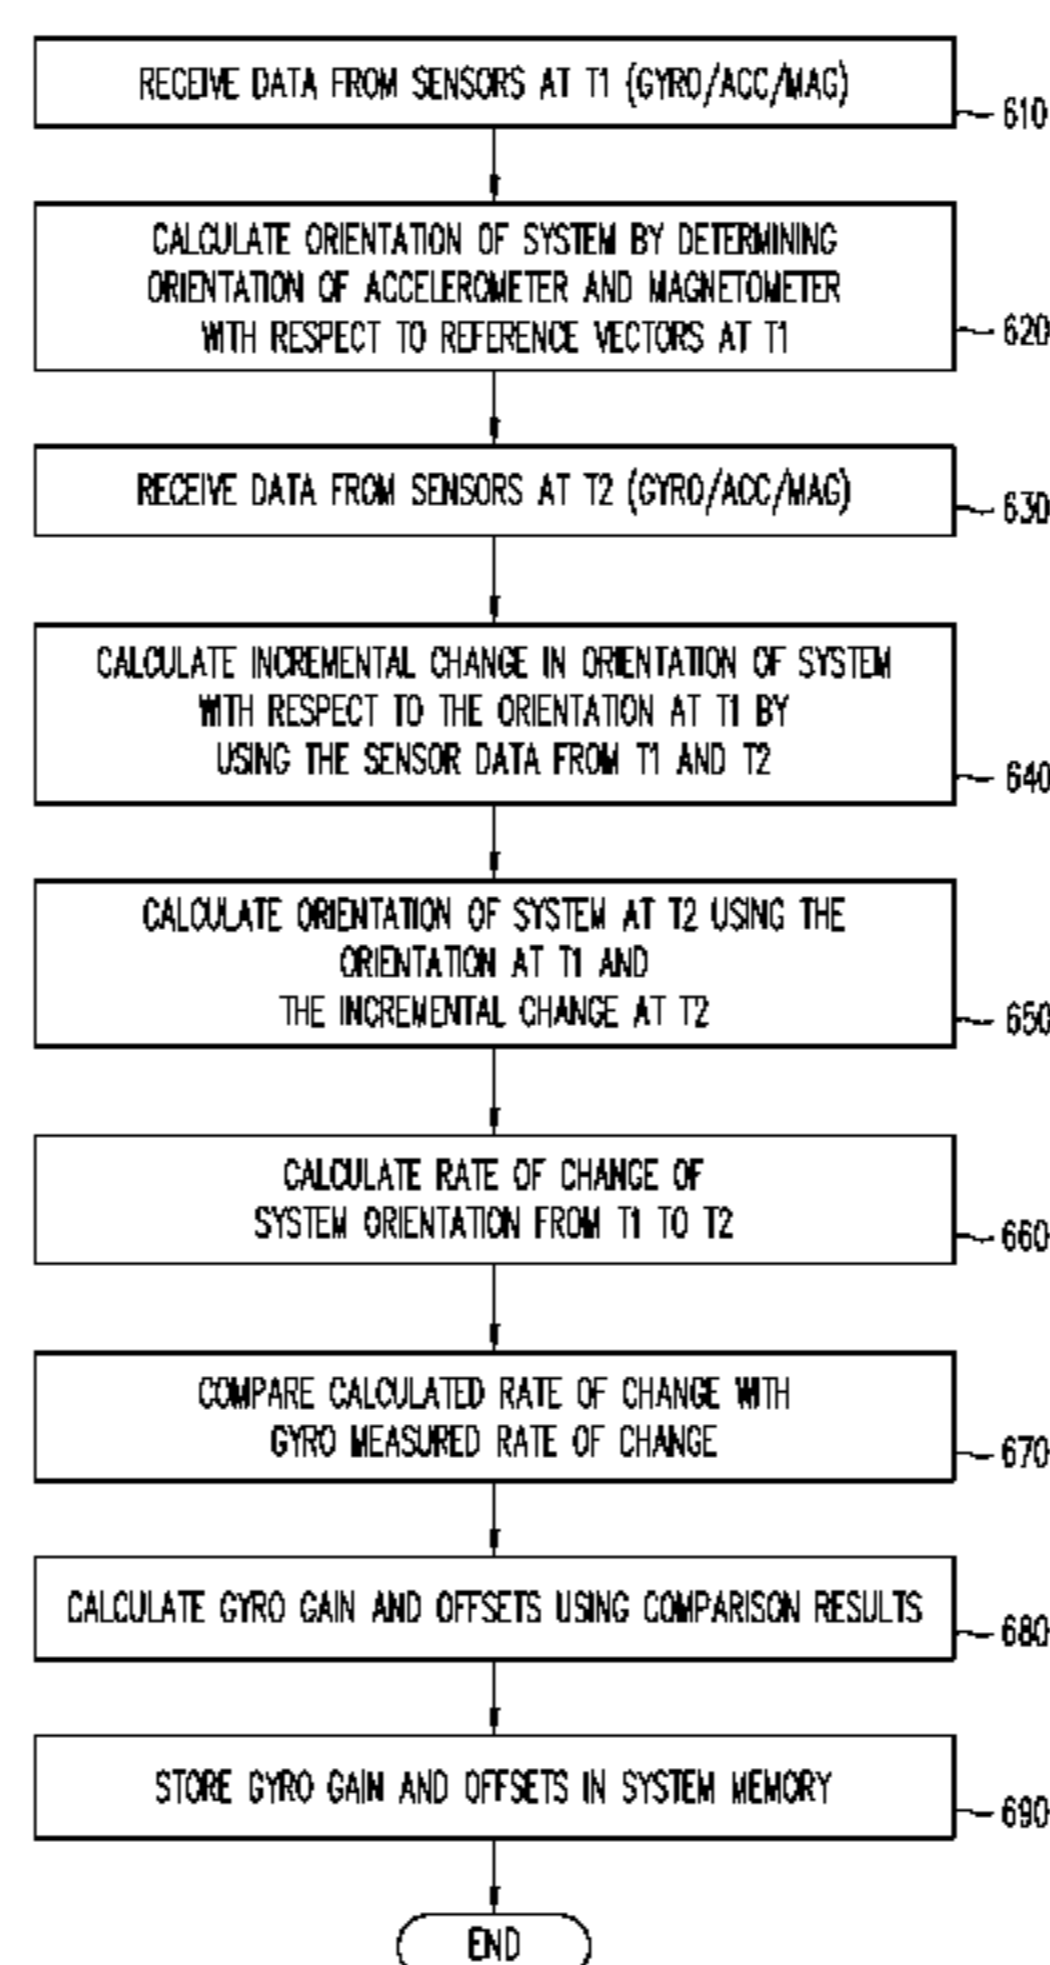 RECEIVE DATA FROM SENSORS AT T1 (GYRO/ACC/MAG)
610
CALCULATE ORIENTATION OF SYSTEM BY DETERMINING
ORIENTATION OF ACCELEROMETER AND MAGNETOMETER
WITH RESPECT TO REFERENCE VECTORS AT T1
620
RECEIVE DATA FROM SENSORS AT T2 (GYRO/ACC/MAG)
630
CALCULATE INCREMENTAL CHANGE IN ORIENTATION OF SYSTEM
WITH RESPECT TO THE ORIENTATION AT T1 BY
USING THE SENSOR DATA FROM T1 AND T2
640
CALCULATE ORIENTATION OF SYSTEM AT T2 USING THE
ORIENTATION AT T1 AND
THE INCREMENTAL CHANGE AT T2
650
CALCULATE RATE OF CHANGE OF
SYSTEM ORIENTATION FROM T1 TO T2
660
COMPARE CALCULATED RATE OF CHANGE WITH
GYRO MEASURED RATE OF CHANGE
670
CALCULATE GYRO GAIN AND OFFSETS USING COMPARISON RESULTS
680
STORE GYRO GAIN AND OFFSETS IN SYSTEM MEMORY
690
END